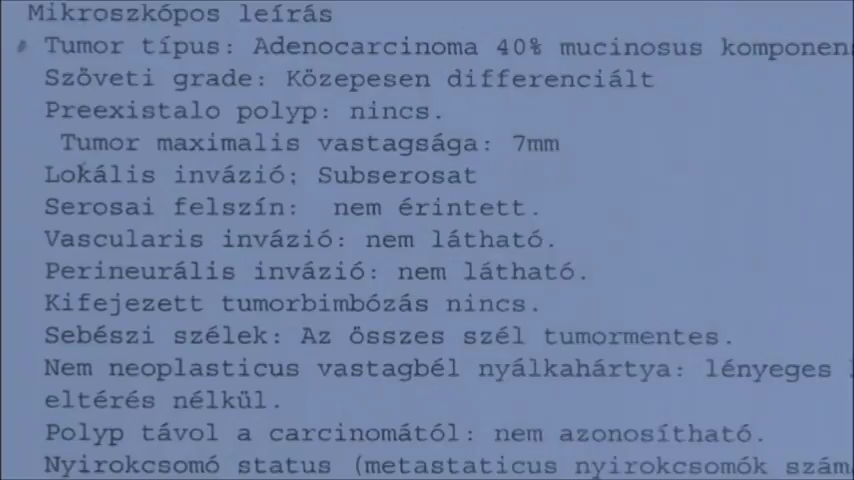 Mikroszkópos leírás
Tumor típus: Adenocarcinoma 40% mucinosus
Szöveti grade: Közepesen differenciált
Preexistalo polyp: nincs.
Tumor maximalis vastagsága: 7mm
Lokális invázió: Subserosat
Serosai felszín: nem érintett.
Vascularis invázió: nem látható.
Perineurális invázió: nem látható.
Kifejezett tumorbimbózás nincs.
Sebészi szélek: Az összes szél tumormentes.
Nem neoplasticus vastagbél nyálkahártya: lényeges
eltérés nélkül.
Polyp távol a carcinomától: nem azonosítható.
Nyirokcsomó status (metastaticus nyirokcsomók